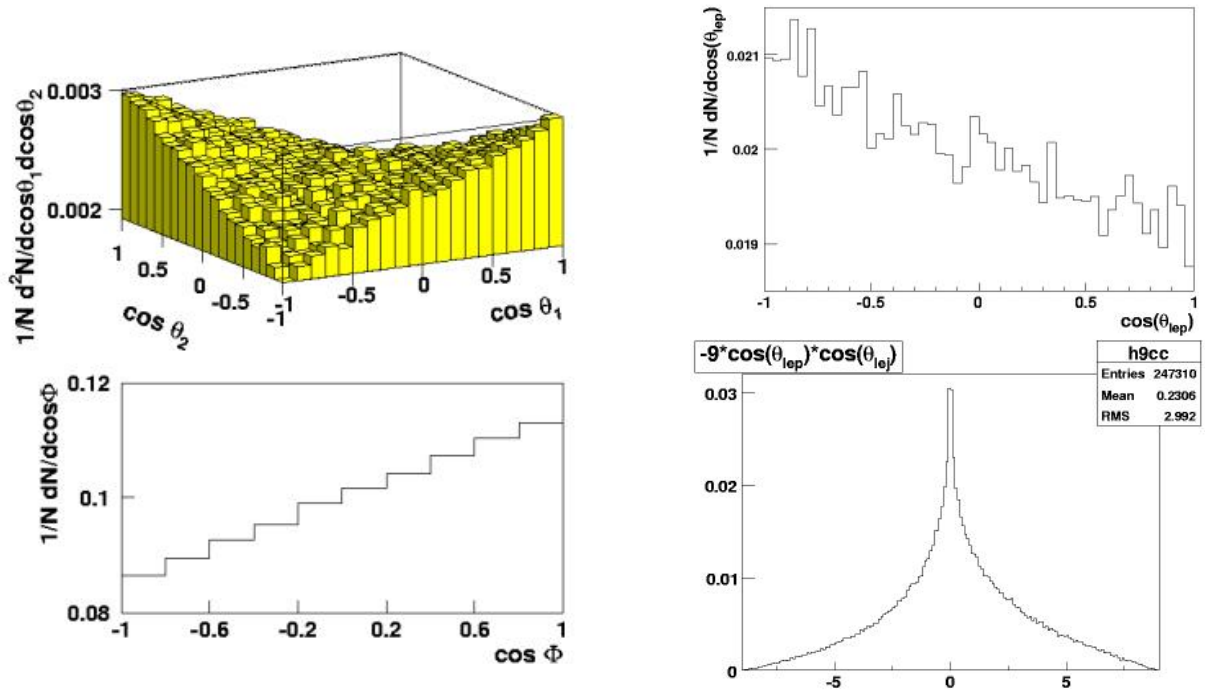 1/N d²N/dcosθ₁dcosθ₂
0.003
0.002
1
0.5
0
-0.5
-1
cos θ₂
-1
-0.5
0
0.5
1
cos θ₁
1/N dN/dcos(θlep)
0.021
0.02
0.019
-1 -0.5 0 0.5 1
cos(θlep)
1/N dN/dcosΦ
0.12
0.1
0.08
-1 -0.6 -0.2 0.2 0.6 1
cos Φ
-9*cos(θlep)*cos(θlej)
h9cc
Entries 247310
Mean 0.2306
RMS 2.992
0.03
0.02
0.01
0
-5 0 5